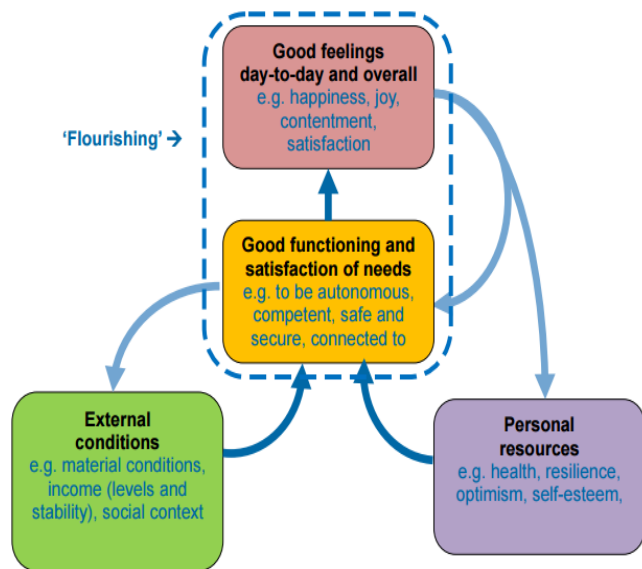 Good feelings
day-to-day and overall
e.g. happiness, joy,
contentment,
satisfaction
‘Flourishing’ →
Good functioning and
satisfaction of needs
e.g. to be autonomous,
competent, safe and
secure, connected to
External
conditions
e.g. material conditions,
income (levels and
stability), social context
Personal
resources
e.g. health, resilience,
optimism, self-esteem,